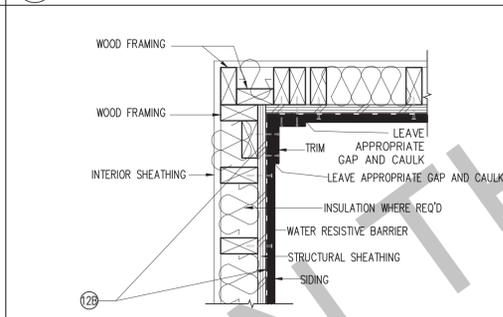 WOOD FRAMING
WOOD FRAMING
LEAVE
APPROPRIATE
GAP AND CAULK
TRIM
INTERIOR SHEATHING
LEAVE APPROPRIATE GAP AND CAULK
INSULATION WHERE REQ'D
WATER RESISTIVE BARRIER
STRUCTURAL SHEATHING
SIDING
12B